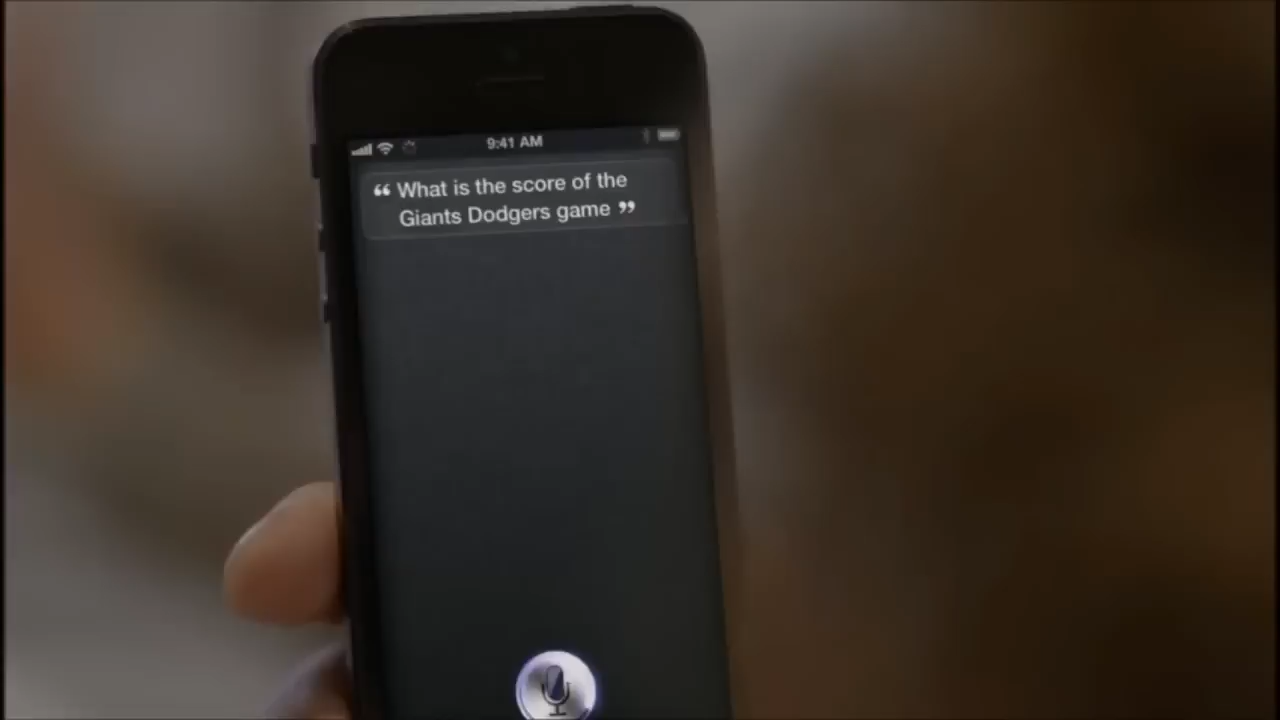 9:41 AM
“ What is the score of the
Giants Dodgers game ”